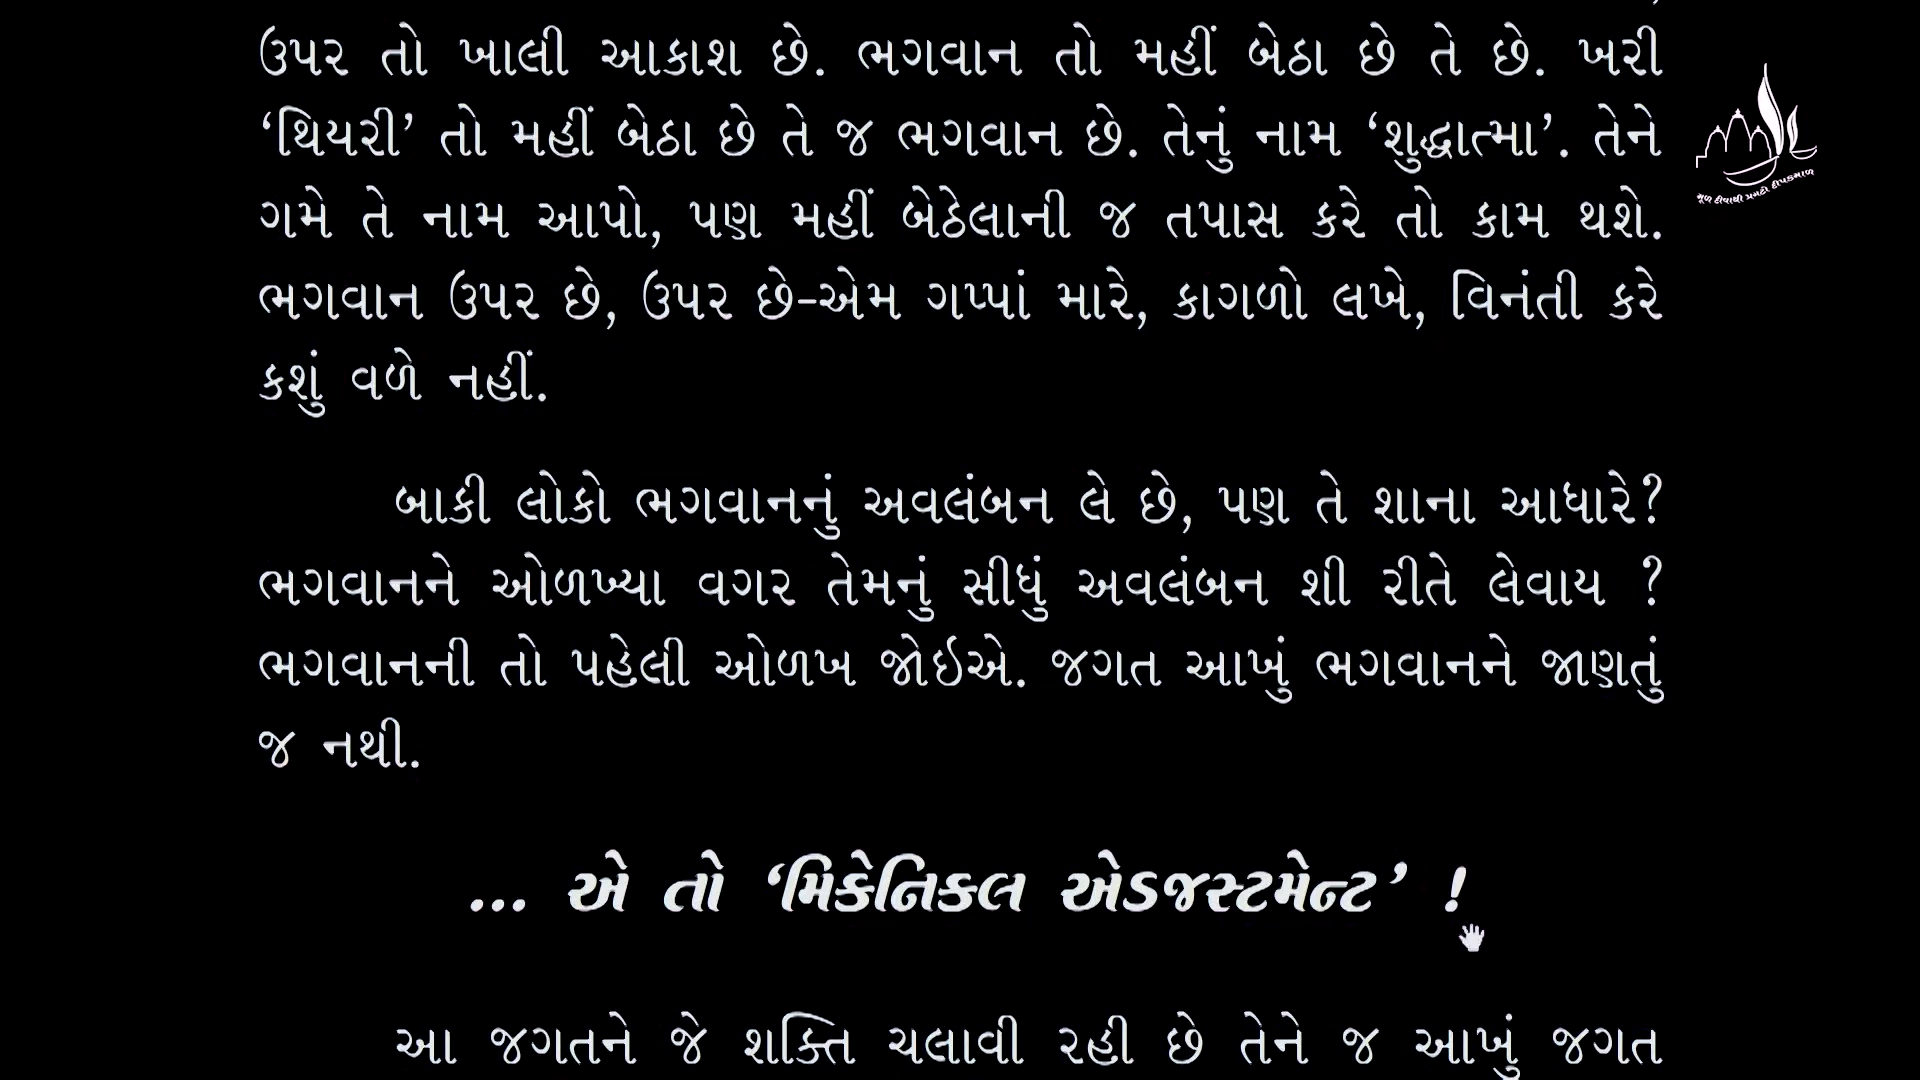 ઉપર તો ખાલી આકાશ છે. ભગવાન તો મહીં બેઠા છે તે છે. ખરી
‘થિયરી’ તો મહીં બેઠા છે તે જ ભગવાન છે. તેનું નામ ‘શુદ્ધાત્મા’. તેને
ગમે તે નામ આપો, પણ મહીં બેઠેલાની જ તપાસ કરે તો કામ થશે.
ભગવાન ઉપર છે, ઉપર છે-એમ ગપ્પાં મારે, કાગળો લખે, વિનંતી કરે
કશું વળે નહીં.
બાકી લોકો ભગવાનનું અવલંબન લે છે, પણ તે શાના આધારે?
ભગવાનને ઓળખ્યા વગર તેમનું સીધું અવલંબન શી રીતે લેવાય ?
ભગવાનની તો પહેલી ઓળખ જોઇએ. જગત આખું ભગવાનને જાણતું
જ નથી.
... એ તો ‘મિકેનિકલ એડજસ્ટમેન્ટ’ !
આ જગતને જે શક્તિ ચલાવી રહી છે તેને જ આખું જગત
મૂળ દીવાથી પ્રગટી દીપકમાળ